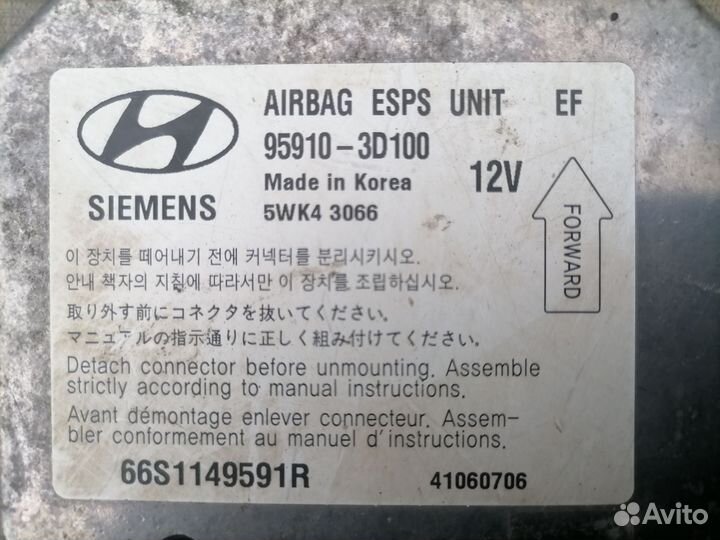 AIRBAG ESPS UNIT EF
95910-3D100
Made in Korea 12V
SIEMENS 5WK4 3066
FORWARD
이 장치를 떼어내기 전에 커넥터를 분리시키시오.
안내 책자의 지침에 따라서만 이 장치를 조립하십시오.
取り外す前にコネクタを抜いてください.
マニュアルの指示通りに正しく組み付けてください.
Detach connector before unmounting. Assemble
strictly according to manual instructions.
Avant démontage enlever connecteur. Assem-
bler conformement au manuel d'instructions.
66S1149591R 41060706
Avito